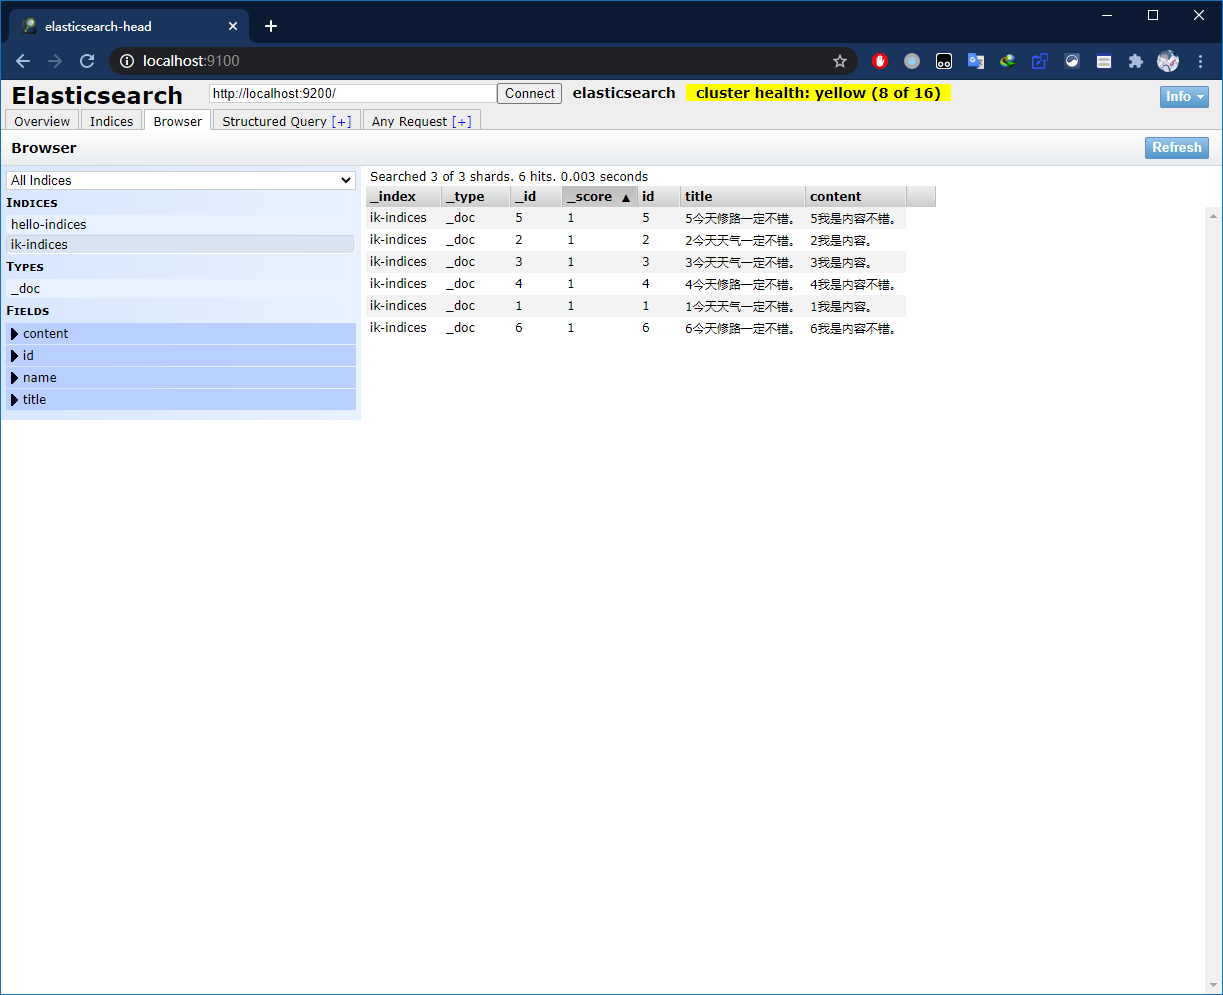 elasticsearch-head
localhost:9100
Elasticsearch http://localhost:9200/ Connect elasticsearch cluster health: yellow (8 of 16) Info
Overview Indices Browser Structured Query [+] Any Request [+]
Browser Refresh
All Indices
INDICES
hello-indices
ik-indices
TYPES
_doc
FIELDS
content
id
name
title
Searched 3 of 3 shards. 6 hits. 0.003 seconds
_index _type _id _score ▲ id title content
ik-indices _doc 5 1 5 5今天修路一定不错。 5我是内容不错。
ik-indices _doc 2 1 2 2今天天气一定不错。 2我是内容。
ik-indices _doc 3 1 3 3今天天气一定不错。 3我是内容。
ik-indices _doc 4 1 4 4今天修路一定不错。 4我是内容不错。
ik-indices _doc 1 1 1 1今天天气一定不错。 1我是内容。
ik-indices _doc 6 1 6 6今天修路一定不错。 6我是内容不错。